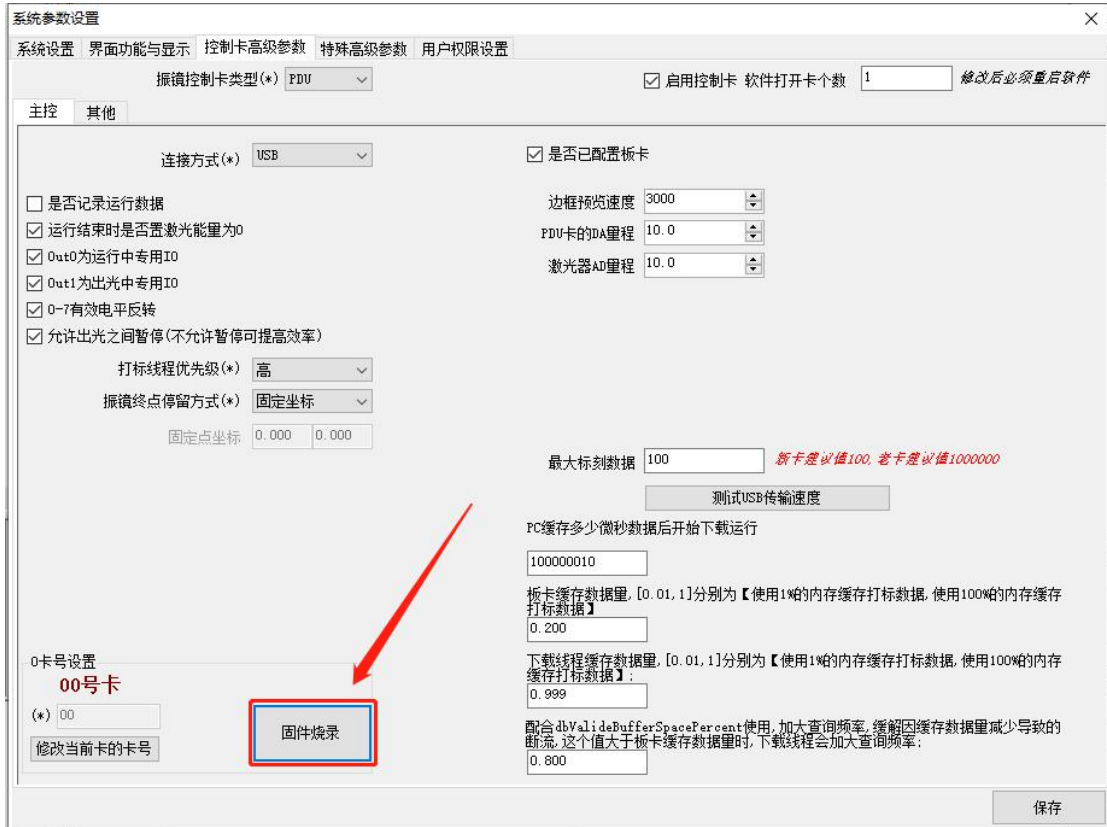 系统参数设置
系统设置 界面功能与显示 控制卡高级参数 特殊高级参数 用户权限设置
振镜控制卡类型(*) PDU
启用控制卡 软件打开卡个数 1 修改后必须重启软件
主控 其他
连接方式(*) USB
是否已配置板卡
是否记录运行数据
边框预览速度 3000
运行结束时是否置激光能量为0
PDU卡的DA量程 10.0
Out0为运行中专用IO
激光器AD量程 10.0
Out1为出光中专用IO
0-7有效电平反转
允许出光之间暂停(不允许暂停可提高效率)
打标线程优先级(*) 高
振镜终点停留方式(*) 固定坐标
固定点坐标 0.000 0.000
最大标刻数据 100 新卡建议值100,老卡建议值1000000
测试USB传输速度
PC缓存多少微秒数据后开始下载运行
100000010
板卡缓存数据量,[0.01,1]分别为【使用1%的内存缓存打标数据,使用100%的内存缓存
打标数据】
0.200
下载线程缓存数据量,[0.01,1]分别为【使用1%的内存缓存打标数据,使用100%的内存
缓存打标数据】;
0.999
配合dbValideBufferSpacePercent使用,加大查询频率,缓解因缓存数据量减少导致的
断流,这个值大于板卡缓存数据量时,下载线程会加大查询频率;
0.800
0卡号设置
00号卡
(*) 00
修改当前卡的卡号
固件烧录
保存